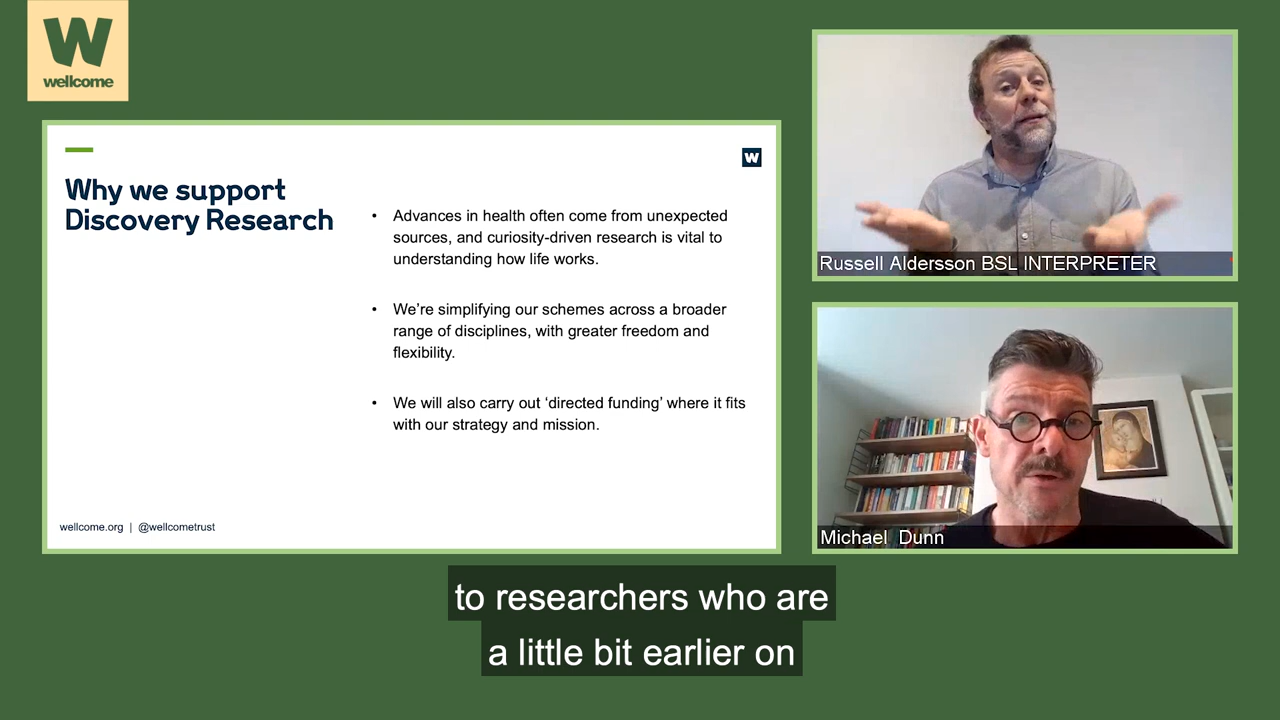 W
wellcome
W
Why we support
Discovery Research
• Advances in health often come from unexpected
sources, and curiosity-driven research is vital to
understanding how life works.
• We’re simplifying our schemes across a broader
range of disciplines, with greater freedom and
flexibility.
• We will also carry out ‘directed funding’ where it fits
with our strategy and mission.
wellcome.org | @wellcometrust
Russell Aldersson BSL INTERPRETER
Michael Dunn
to researchers who are
a little bit earlier on